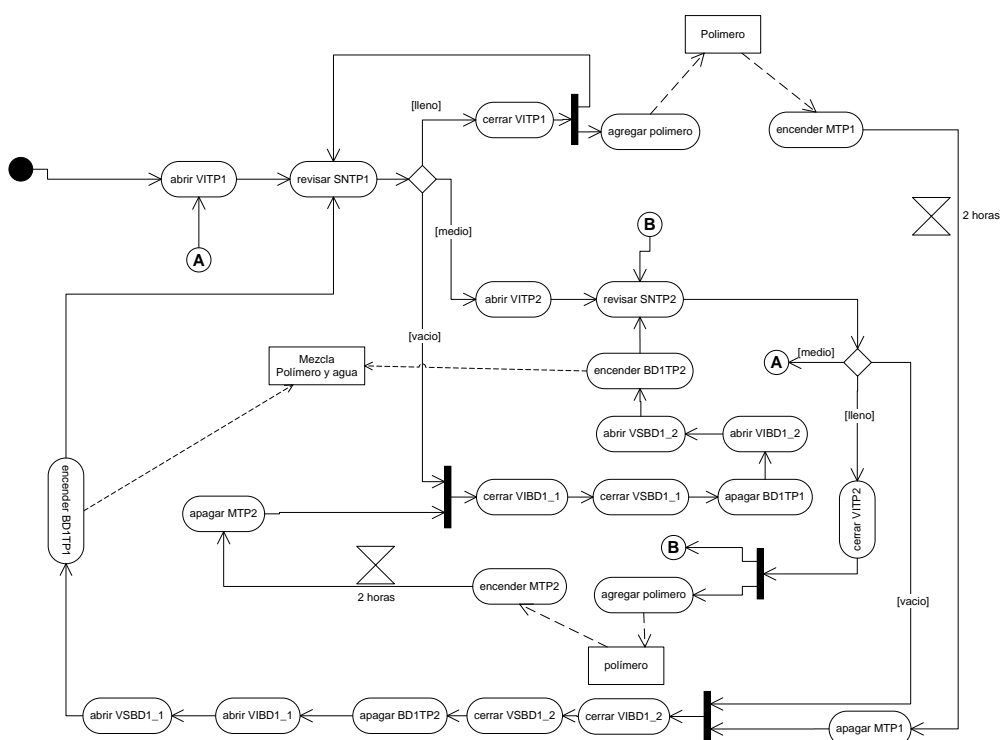 Polimero
[lleno]
cerrar VITP1
agregar polimero
encender MTP1
abrir VITP1
revisar SNTP1
2 horas
[medio]
B
A
abrir VITP2
revisar SNTP2
[vacio]
Mezcla
Polímero y agua
encender BD1TP2
A
[medio]
[lleno]
abrir VSBD1_2
abrir VIBD1_2
encender BD1TP1
cerrar VIBD1_1
cerrar VSBD1_1
apagar BD1TP1
apagar MTP2
cerrar VITP2
B
2 horas
encender MTP2
agregar polimero
[vacio]
polímero
abrir VSBD1_1
abrir VIBD1_1
apagar BD1TP2
cerrar VSBD1_2
cerrar VIBD1_2
apagar MTP1